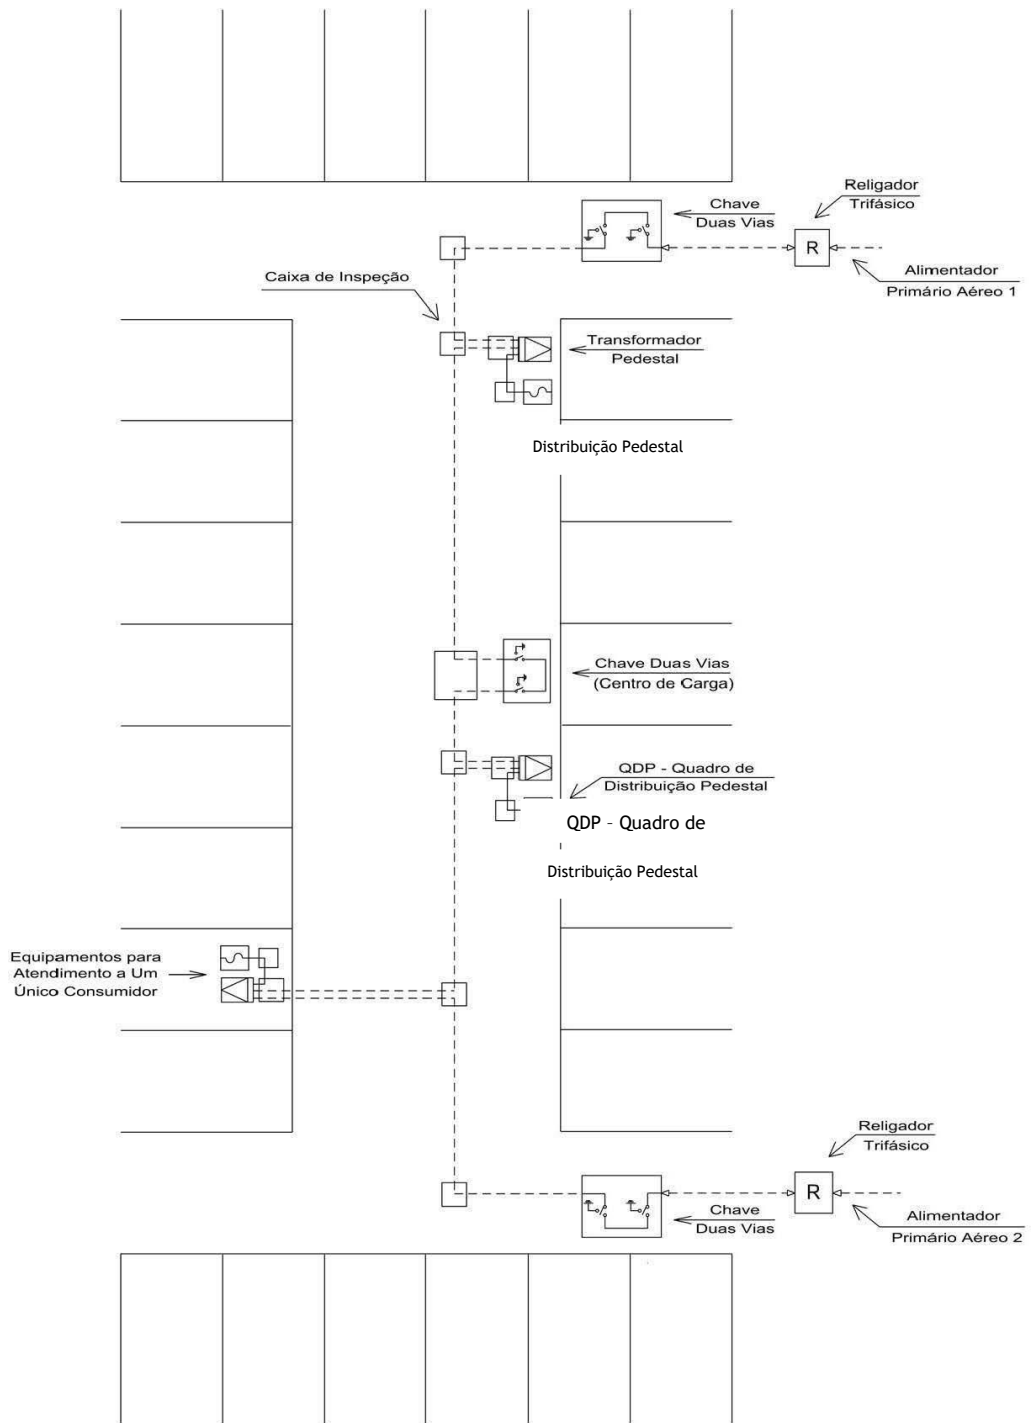 Religador
Trifásico
Chave
Duas Vias
R
Alimentador
Primário Aéreo 1
Caixa de Inspeção
Transformador
Pedestal
Distribuição Pedestal
Chave Duas Vias
(Centro de Carga)
QDP - Quadro de
Distribuição Pedestal
QDP – Quadro de
Distribuição Pedestal
Equipamentos para
Atendimento a Um
Único Consumidor
Religador
Trifásico
R
Chave
Duas Vias
Alimentador
Primário Aéreo 2